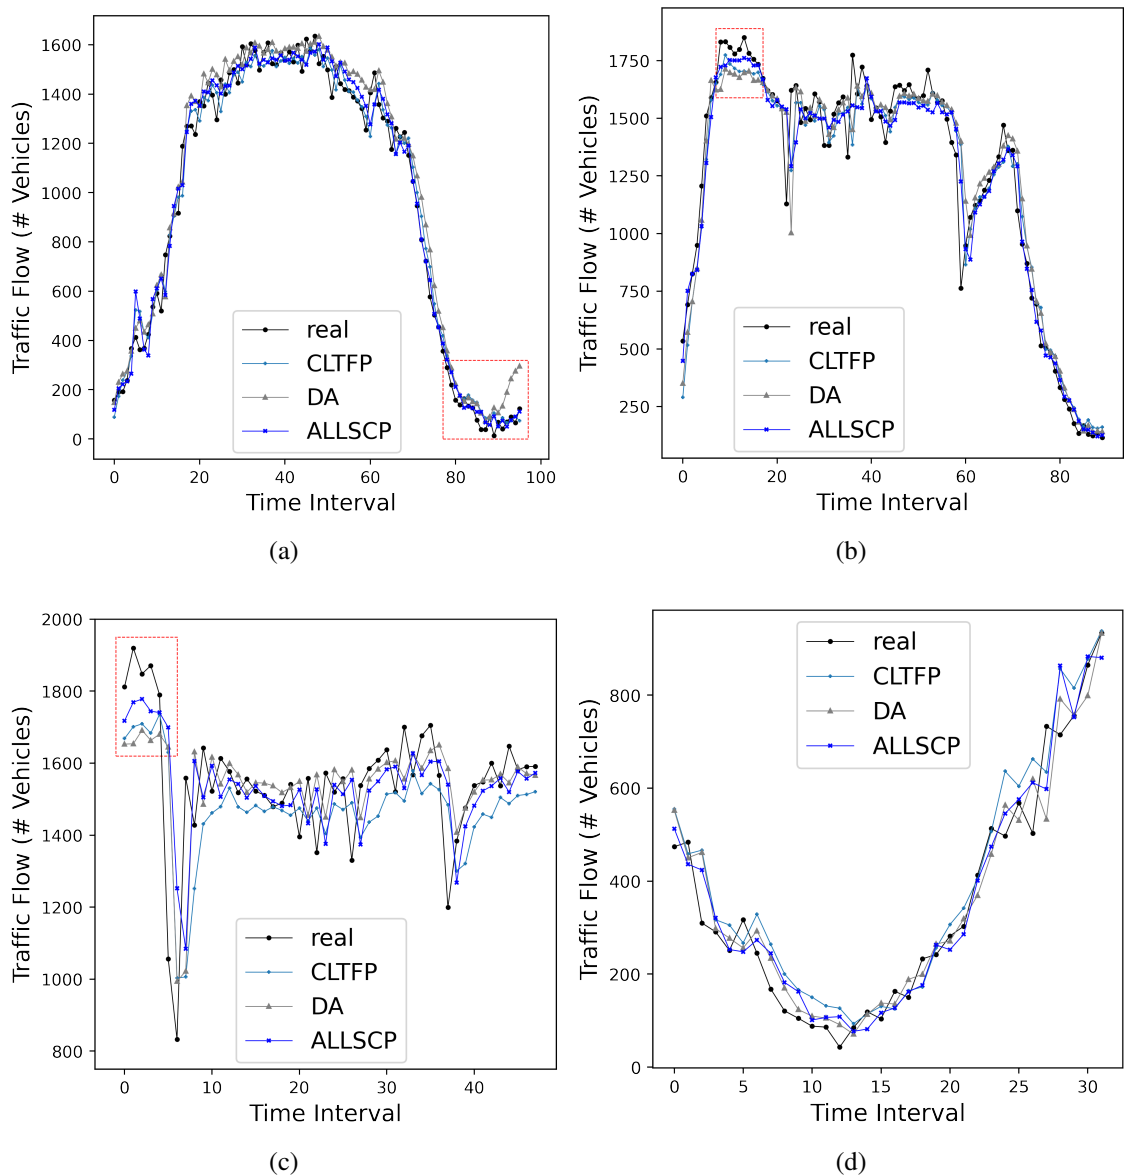 1600
1400
1200
1000
800
600
400
200
0
Traffic Flow (# Vehicles)
real
CLTFP
DA
ALLSCP
0 20 40 60 80 100
Time Interval
(a)
1750
1500
1250
1000
750
500
250
Traffic Flow (# Vehicles)
real
CLTFP
DA
ALLSCP
0 20 40 60 80
Time Interval
(b)
2000
1800
1600
1400
1200
1000
800
Traffic Flow (# Vehicles)
real
CLTFP
DA
ALLSCP
0 10 20 30 40
Time Interval
(c)
800
600
400
200
0
Traffic Flow (# Vehicles)
real
CLTFP
DA
ALLSCP
0 5 10 15 20 25 30
Time Interval
(d)